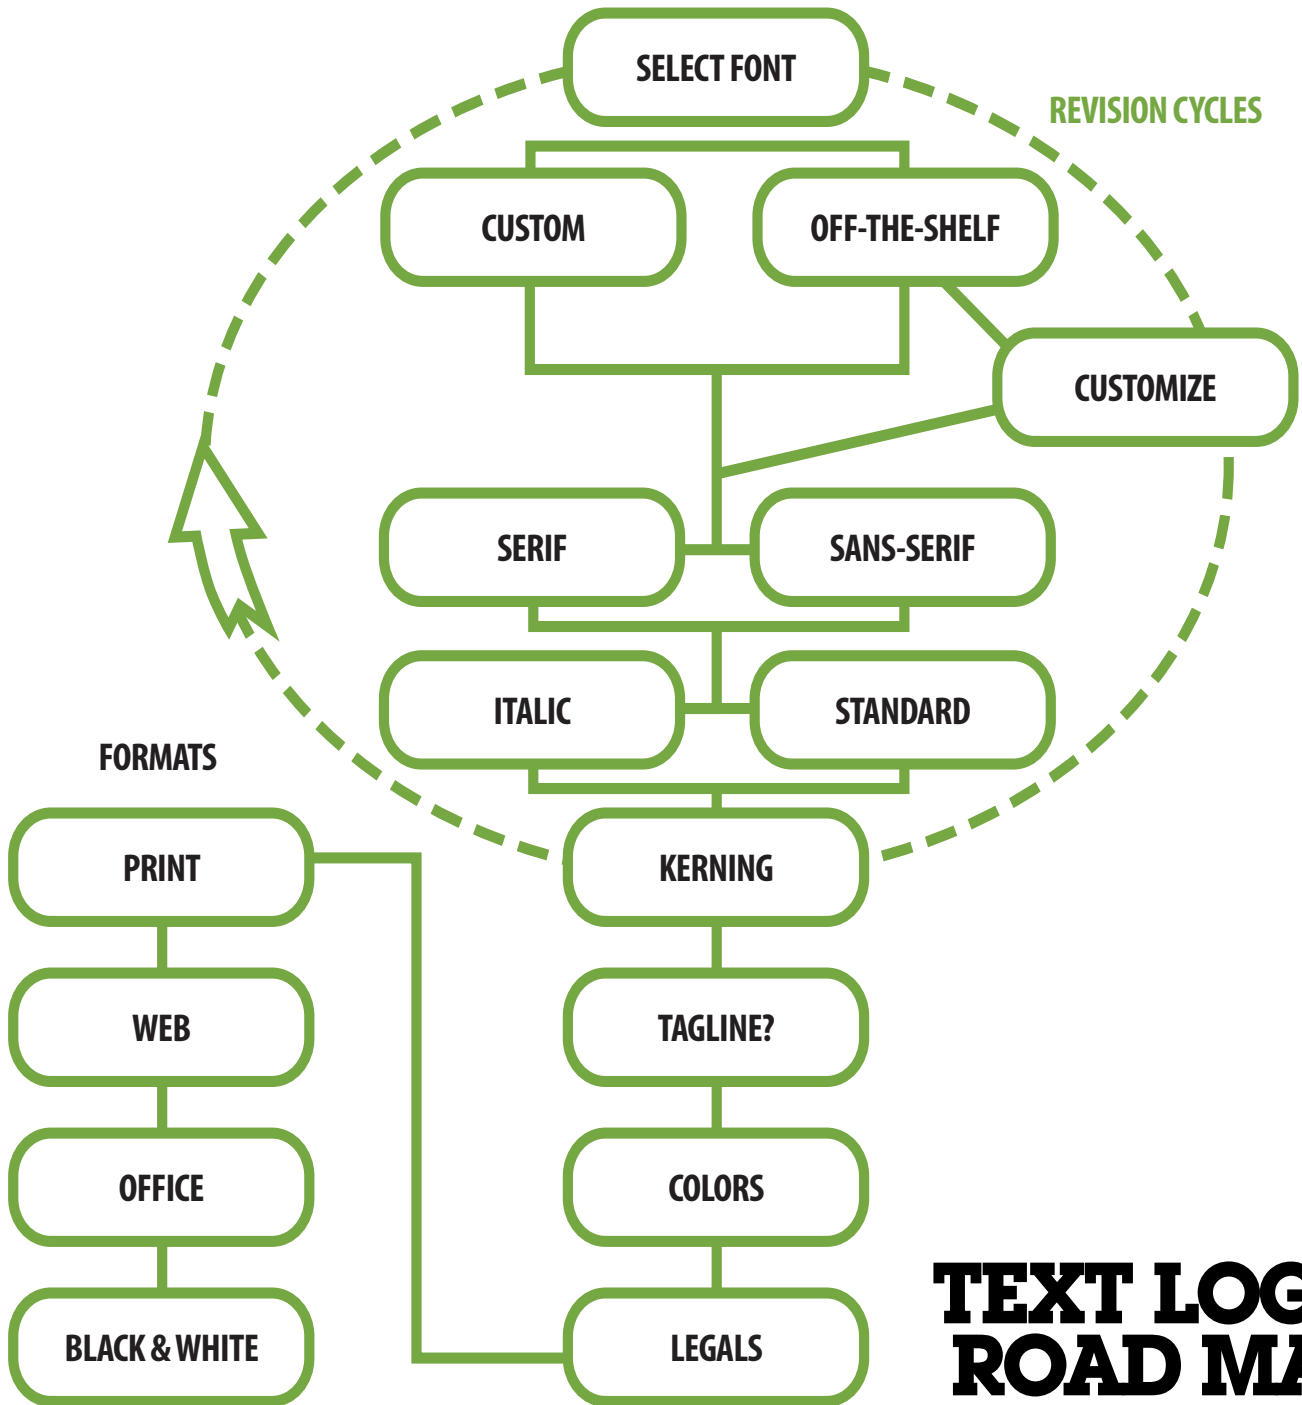 SELECT FONT
REVISION CYCLES
CUSTOM
OFF-THE-SHELF
CUSTOMIZE
SERIF
SANS-SERIF
ITALIC
STANDARD
FORMATS
PRINT
KERNING
WEB
TAGLINE?
OFFICE
COLORS
BLACK & WHITE
LEGALS
TEXT LOG
ROAD MA